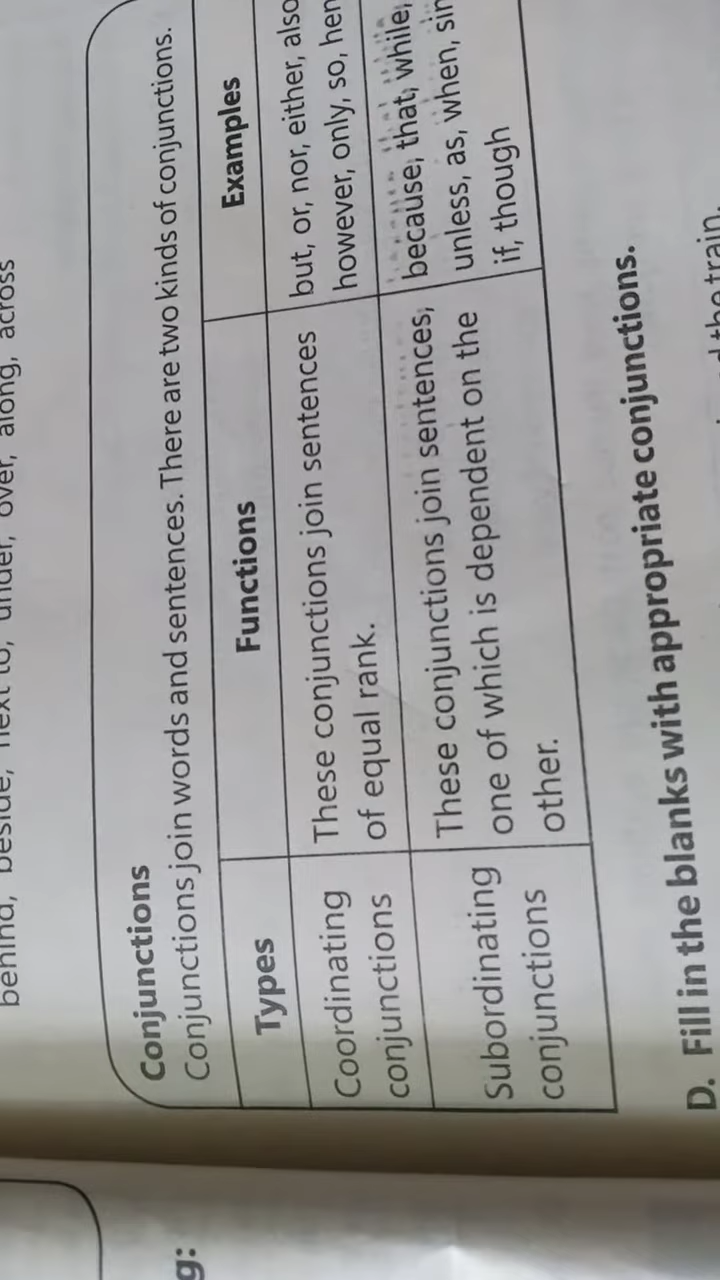 behind, beside, next to, under, over, along, across
Conjunctions
Conjunctions join words and sentences. There are two kinds of conjunctions.
Types Functions Examples
Coordinating conjunctions
These conjunctions join sentences of equal rank.
but, or, nor, either, also
however, only, so, hen
Subordinating conjunctions
These conjunctions join sentences, one of which is dependent on the other.
because, that, while,
unless, as, when, sin
if, though
D. Fill in the blanks with appropriate conjunctions.
the train.
g: